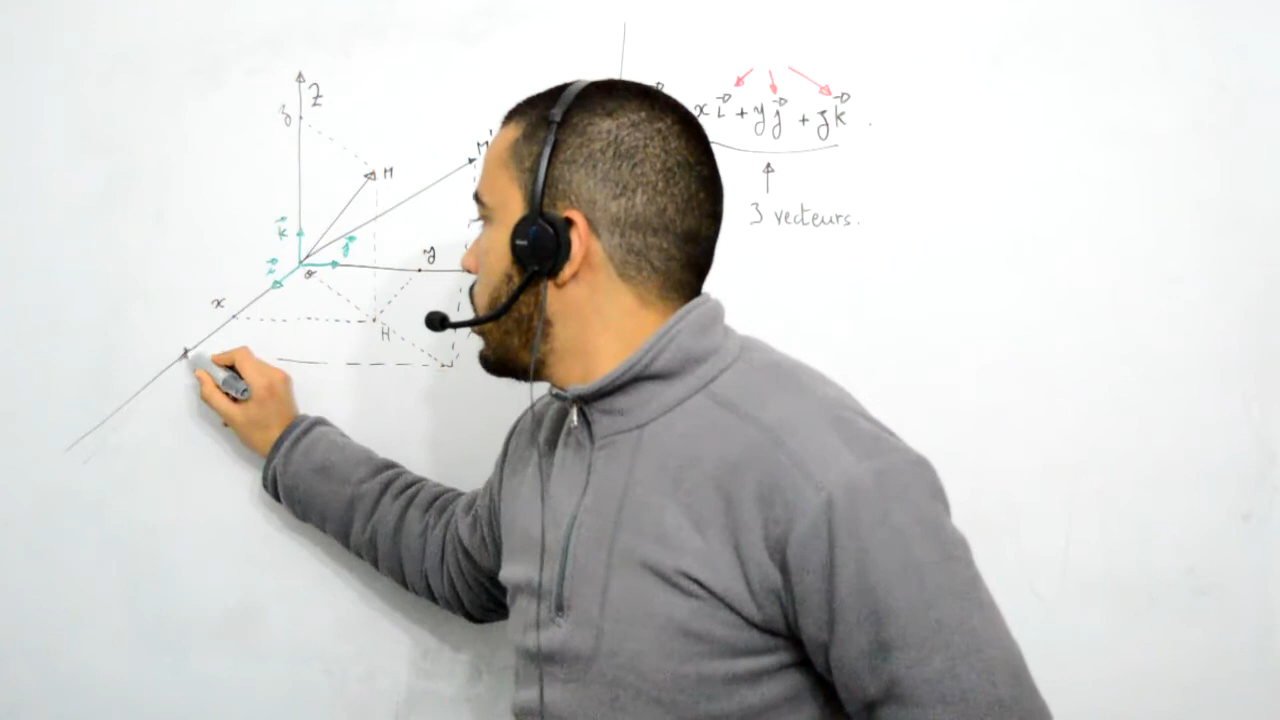 Z
z
M
M'
k
j
i
o
y
x
H
x i + y j + z k .
3 vecteurs.